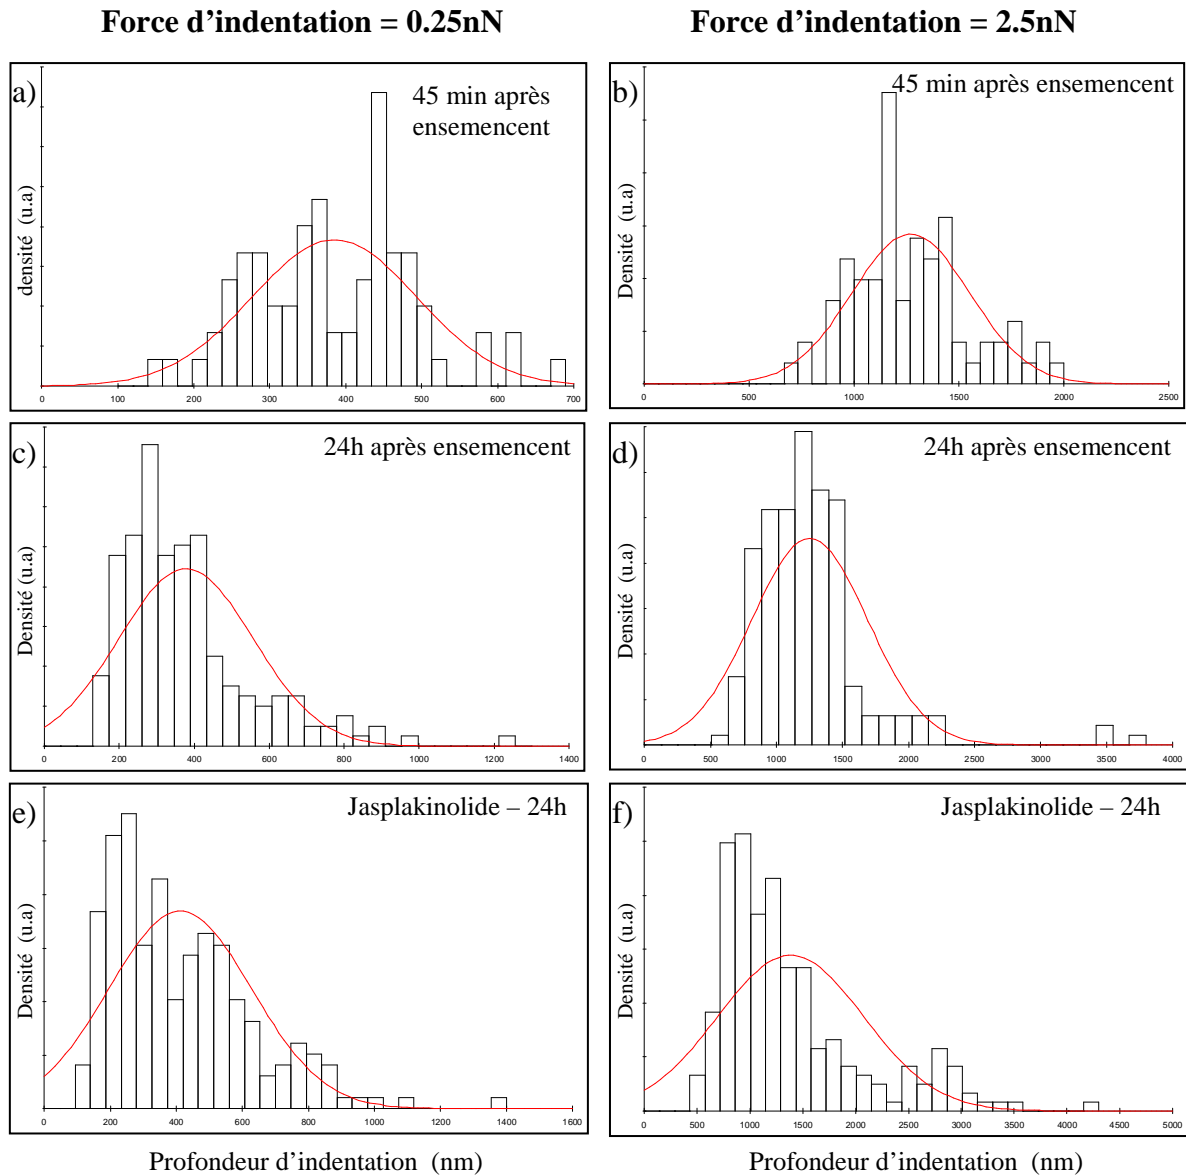 Force d’indentation = 0.25nN
Force d’indentation = 2.5nN
a)
45 min après
ensemencent
densité (u.a)
0 100 200 300 400 500 600 700
b)
45 min après ensemencent
Densité (u.a)
0 500 1000 1500 2000 2500
c)
24h après ensemencent
Densité (u.a)
0 200 400 600 800 1000 1200 1400
d)
24h après ensemencent
Densité (u.a)
0 500 1000 1500 2000 2500 3000 3500 4000
e)
Jasplakinolide – 24h
Densité (u.a)
0 200 400 600 800 1000 1200 1400 1600
f)
Jasplakinolide – 24h
Densité (u.a)
0 500 1000 1500 2000 2500 3000 3500 4000 4500 5000
Profondeur d’indentation (nm)
Profondeur d’indentation (nm)